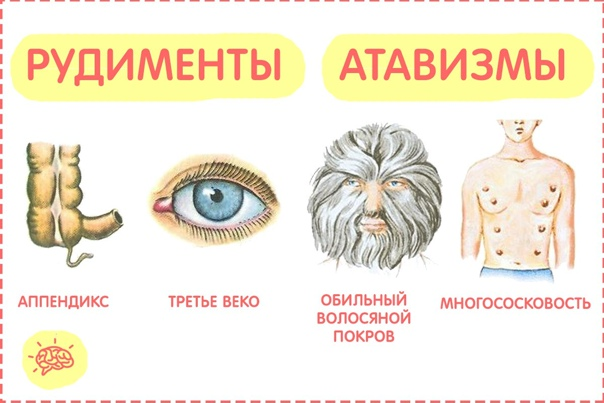 РУДИМЕНТЫ
АТАВИЗМЫ
АППЕНДИКС
ТРЕТЬЕ ВЕКО
ОБИЛЬНЫЙ
ВОЛОСЯНОЙ
ПОКРОВ
МНОГОСОСКОВОСТЬ